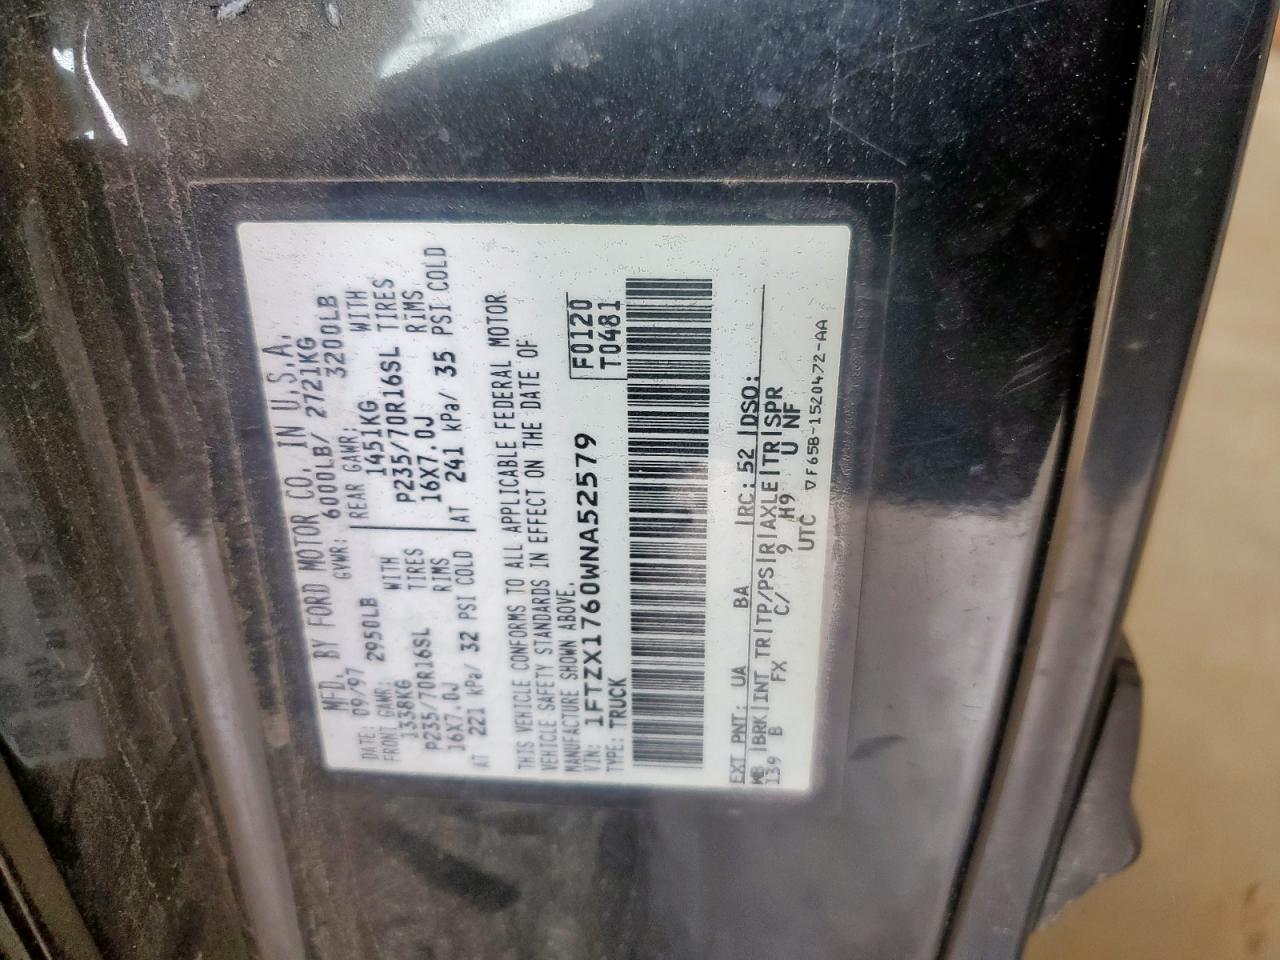 MFD. BY FORD MOTOR CO. IN U.S.A.
DATE: 09/97 GVWR: 6000LB/ 2721KG
FRONT GAWR: 2950LB REAR GAWR: 3200LB
1338KG WITH 1451KG WITH
P235/70R16SL TIRES P235/70R16SL TIRES
16X7.0J RIMS 16X7.0J RIMS
AT 221 kPa/ 32 PSI COLD AT 241 kPa/ 35 PSI COLD
THIS VEHICLE CONFORMS TO ALL APPLICABLE FEDERAL MOTOR
VEHICLE SAFETY STANDARDS IN EFFECT ON THE DATE OF
MANUFACTURE SHOWN ABOVE.
VIN: 1FTZX1760WNA52579 F0120
TYPE: TRUCK T0481
EXT PNT: UA BA RC: 52 DSO:
WB BRK INT TR TP/PS R AXLE TR SPR
139 B FX C/ 9 H9 U NF
UTC ▽F65B-1520472-AA